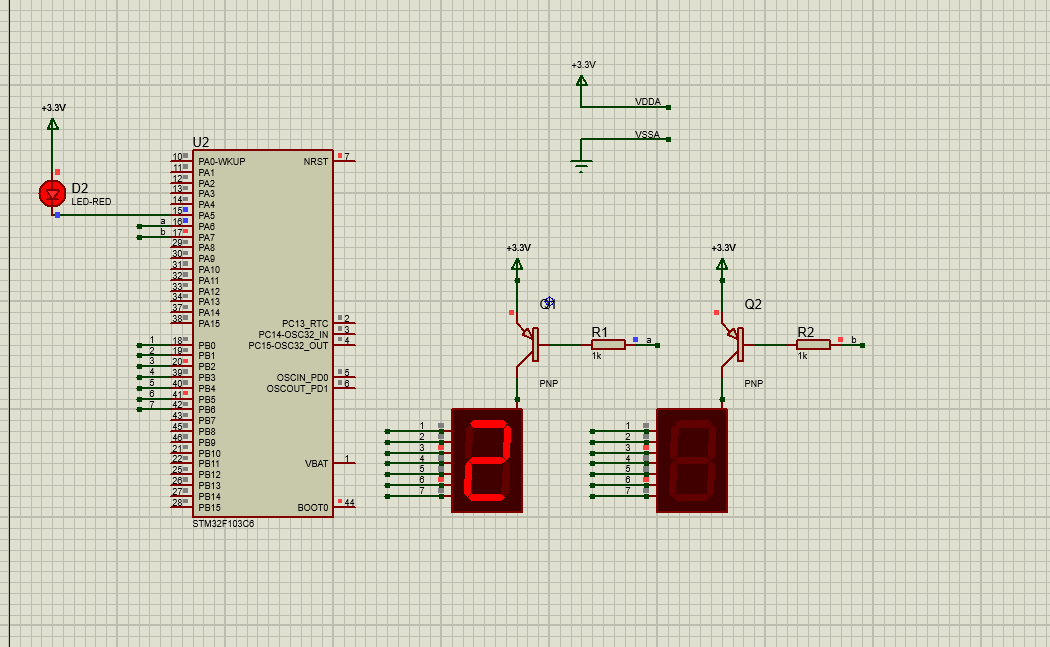 +3.3V
VDDA
VSSA
+3.3V
D2
LED-RED
U2
10 PA0-WKUP NRST 7
11 PA1
12 PA2
13 PA3
14 PA4
15 PA5
a 16 PA6
b 17 PA7
29 PA8
30 PA9
31 PA10
32 PA11
33 PA12
34 PA13
37 PA14
38 PA15 PC13_RTC 2
PC14-OSC32_IN 3
1 18 PB0 PC15-OSC32_OUT 4
2 19 PB1
3 20 PB2
4 39 PB3 OSCIN_PD0 5
5 40 PB4 OSCOUT_PD1 6
6 41 PB5
7 42 PB6
43 PB7
45 PB8
46 PB9
21 PB10
22 PB11 VBAT 1
25 PB12
26 PB13
27 PB14
28 PB15 BOOT0 44
STM32F103C6
+3.3V
Q1
R1
1k
a
PNP
1
2
3
4
5
6
7
2
+3.3V
Q2
R2
1k
b
PNP
1
2
3
4
5
6
7